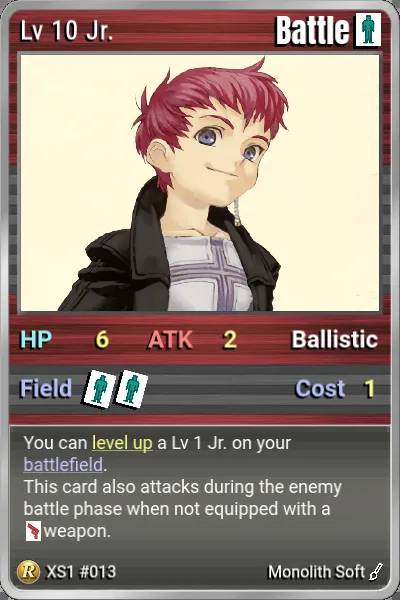 Lv 10 Jr. Battle
HP 6 ATK 2 Ballistic
Field Cost 1
You can level up a Lv 1 Jr. on your
battlefield.
This card also attacks during the enemy
battle phase when not equipped with a
weapon.
R XS1 #013 Monolith Soft